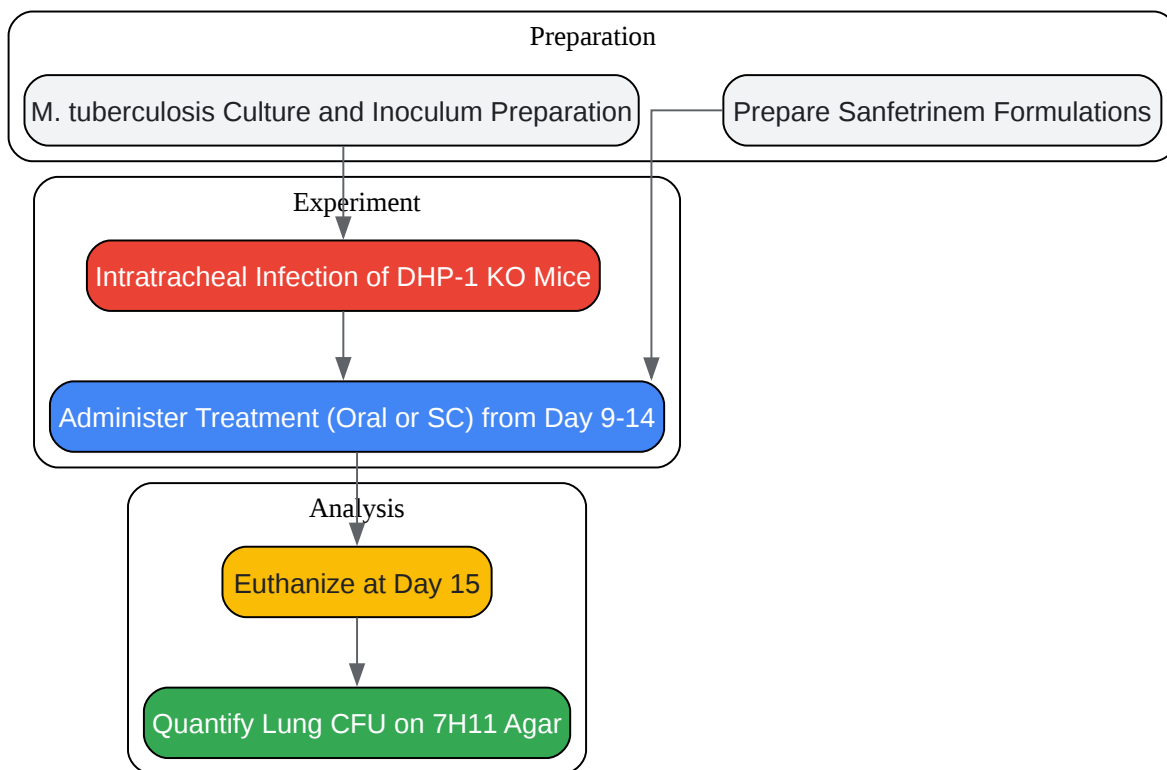 Preparation
M. tuberculosis Culture and Inoculum Preparation
Prepare Sanfetrinem Formulations
Experiment
Intratracheal Infection of DHP-1 KO Mice
Administer Treatment (Oral or SC) from Day 9-14
Analysis
Euthanize at Day 15
Quantify Lung CFU on 7H11 Agar